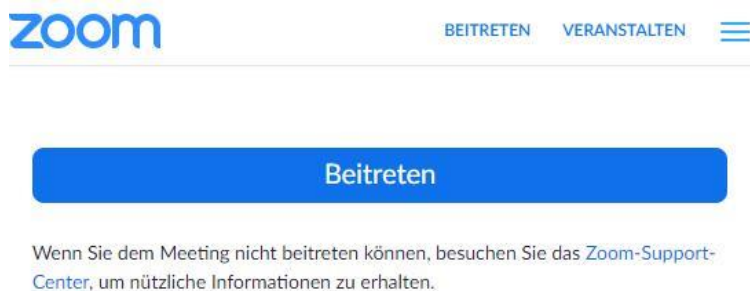 zoom
BEITRETEN VERANSTALTEN
Beitreten
Wenn Sie dem Meeting nicht beitreten können, besuchen Sie das Zoom-Support-
Center, um nützliche Informationen zu erhalten.